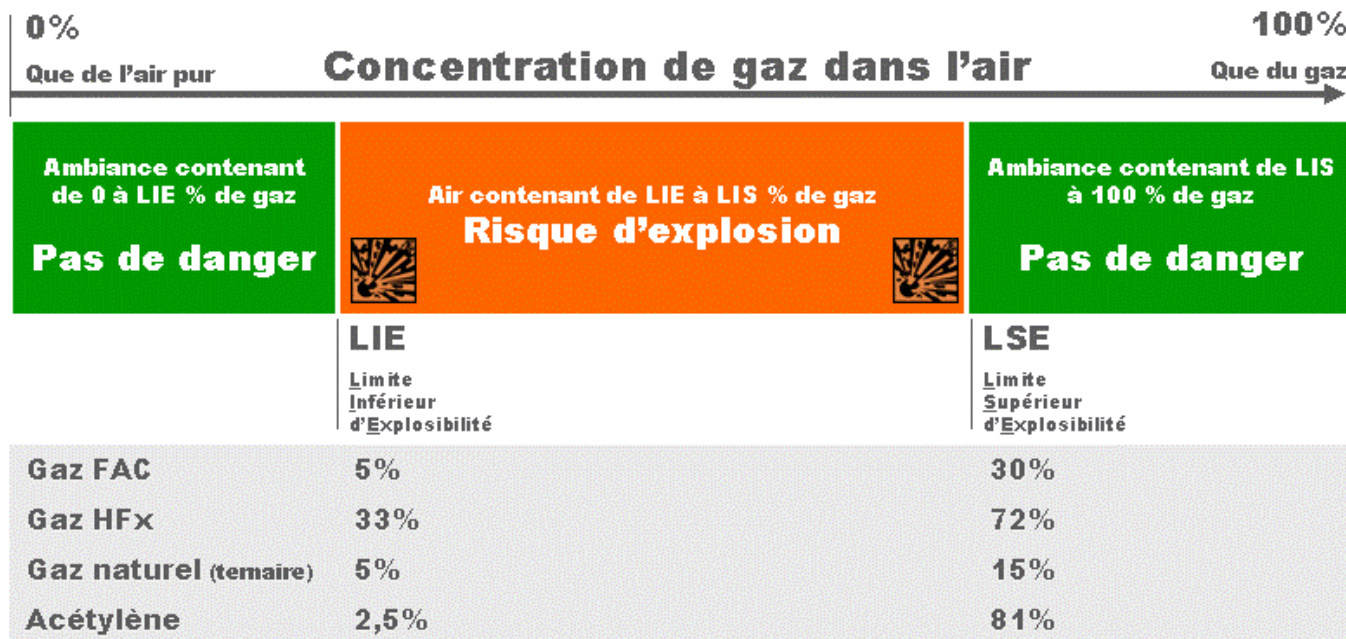 0% 100%
Que de l'air pur Concentration de gaz dans l'air Que du gaz
Ambiance contenant
de 0 à LIE % de gaz
Pas de danger
Air contenant de LIE à LIS % de gaz
Risque d'explosion
Ambiance contenant de LIS
à 100 % de gaz
Pas de danger
LIE
Limite
Inférieur
d'Explosibilité
LSE
Limite
Supérieur
d'Explosibilité
Gaz FAC 5% 30%
Gaz HFx 33% 72%
Gaz naturel (ternaire) 5% 15%
Acétylène 2,5% 81%